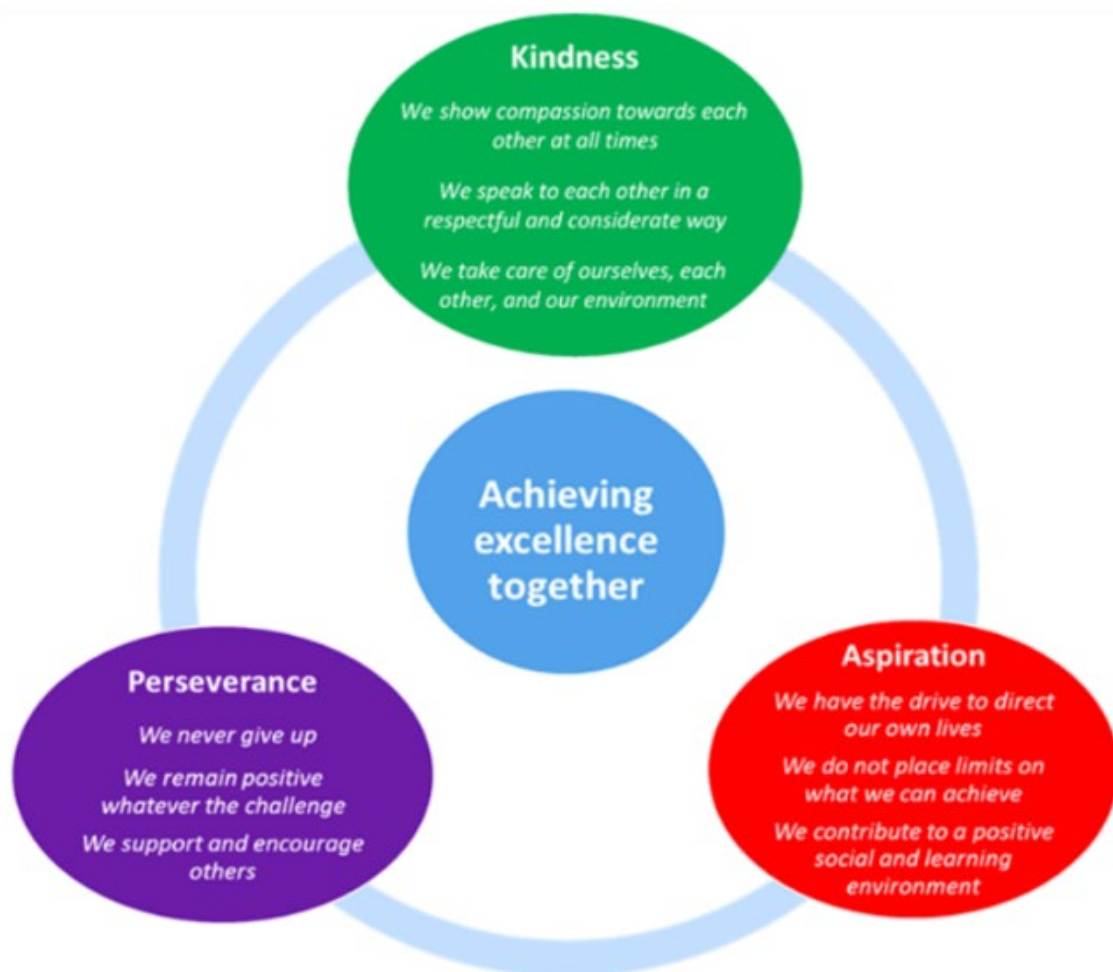 Kindness
We show compassion towards each
other at all times
We speak to each other in a
respectful and considerate way
We take care of ourselves, each
other, and our environment
Achieving
excellence
together
Perseverance
We never give up
We remain positive
whatever the challenge
We support and encourage
others
Aspiration
We have the drive to direct
our own lives
We do not place limits on
what we can achieve
We contribute to a positive
social and learning
environment